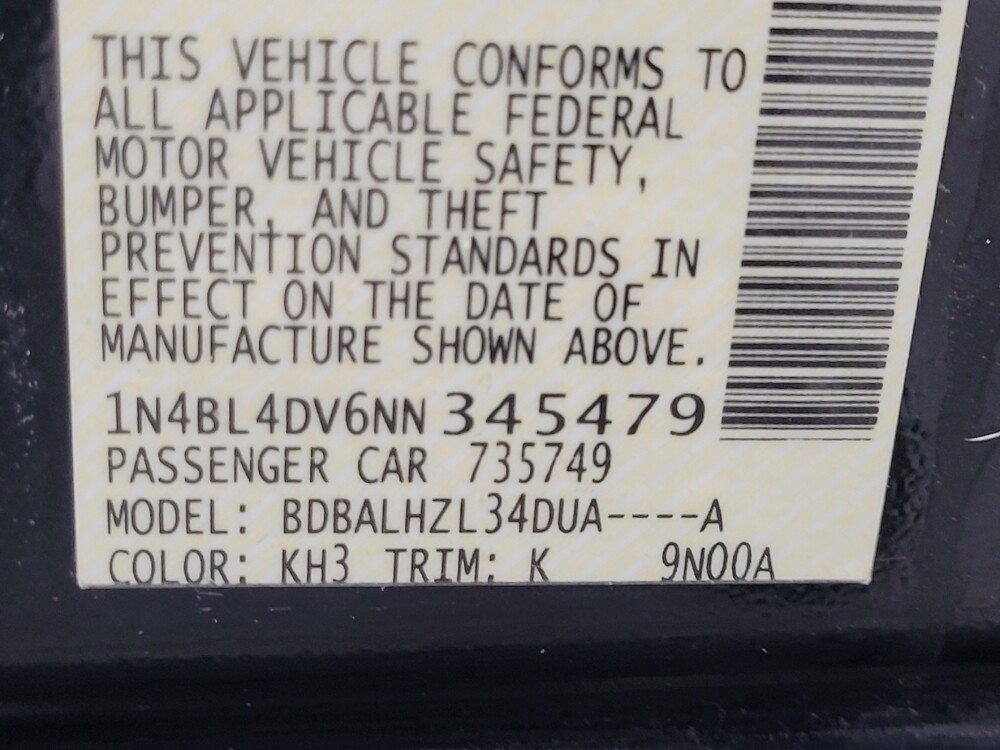 THIS VEHICLE CONFORMS TO
ALL APPLICABLE FEDERAL
MOTOR VEHICLE SAFETY,
BUMPER, AND THEFT
PREVENTION STANDARDS IN
EFFECT ON THE DATE OF
MANUFACTURE SHOWN ABOVE.
1N4BL4DV6NN345479
PASSENGER CAR 735749
MODEL: BDBALHZL34DUA----A
COLOR: KH3 TRIM: K 9N00A